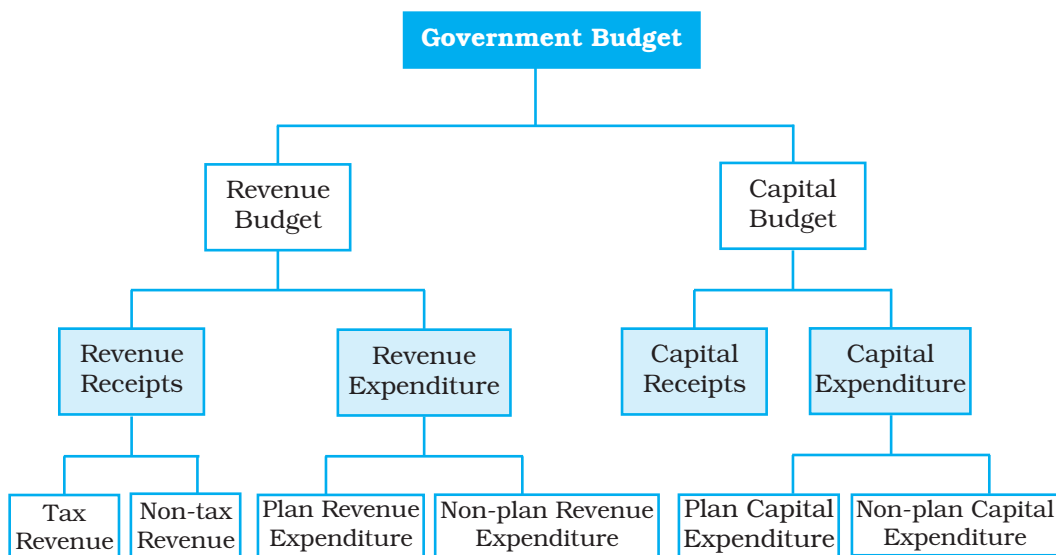 Government Budget
Revenue
Budget
Capital
Budget
Revenue
Receipts
Revenue
Expenditure
Capital
Receipts
Capital
Expenditure
Tax
Revenue
Non-tax
Revenue
Plan Revenue
Expenditure
Non-plan Revenue
Expenditure
Plan Capital
Expenditure
Non-plan Capital
Expenditure